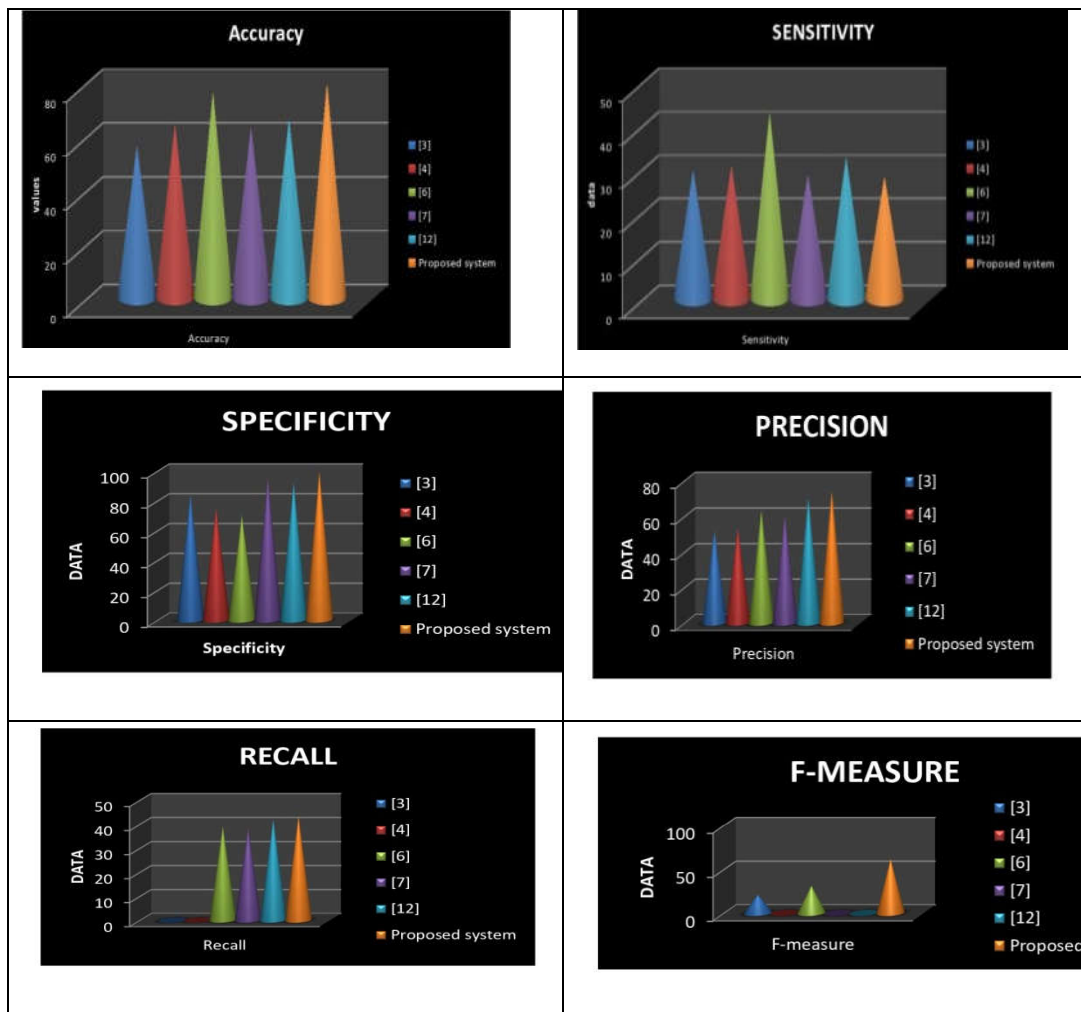 Accuracy
80
60
40
20
0
values
Accuracy
[3]
[4]
[6]
[7]
[12]
Proposed system
SENSITIVITY
50
40
30
20
10
0
data
Sensitivity
[3]
[4]
[6]
[7]
[12]
Proposed system
SPECIFICITY
100
80
60
40
20
0
DATA
Specificity
[3]
[4]
[6]
[7]
[12]
Proposed system
PRECISION
80
60
40
20
0
DATA
Precision
[3]
[4]
[6]
[7]
[12]
Proposed system
RECALL
50
40
30
20
10
0
DATA
Recall
[3]
[4]
[6]
[7]
[12]
Proposed system
F-MEASURE
100
50
0
DATA
F-measure
[3]
[4]
[6]
[7]
[12]
Proposed